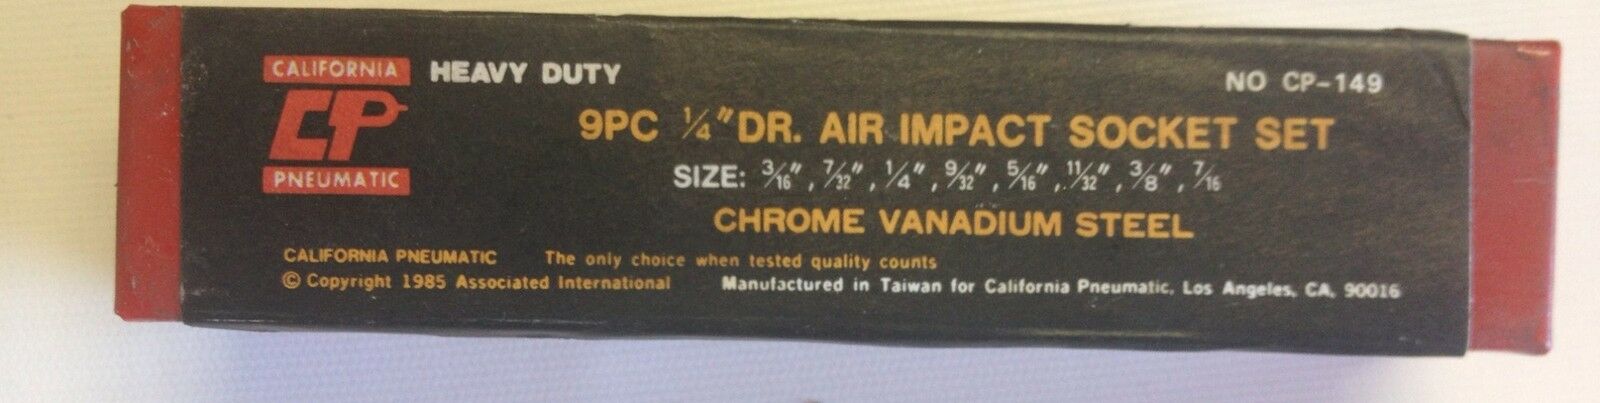 CALIFORNIA
CP
PNEUMATIC
HEAVY DUTY
NO CP-149
9PC 1/4" DR. AIR IMPACT SOCKET SET
SIZE: 3/16", 7/32", 1/4", 9/32", 5/16", 11/32", 3/8", 7/16
CHROME VANADIUM STEEL
CALIFORNIA PNEUMATIC The only choice when tested quality counts
© Copyright 1985 Associated International Manufactured in Taiwan for California Pneumatic, Los Angeles, CA, 90016